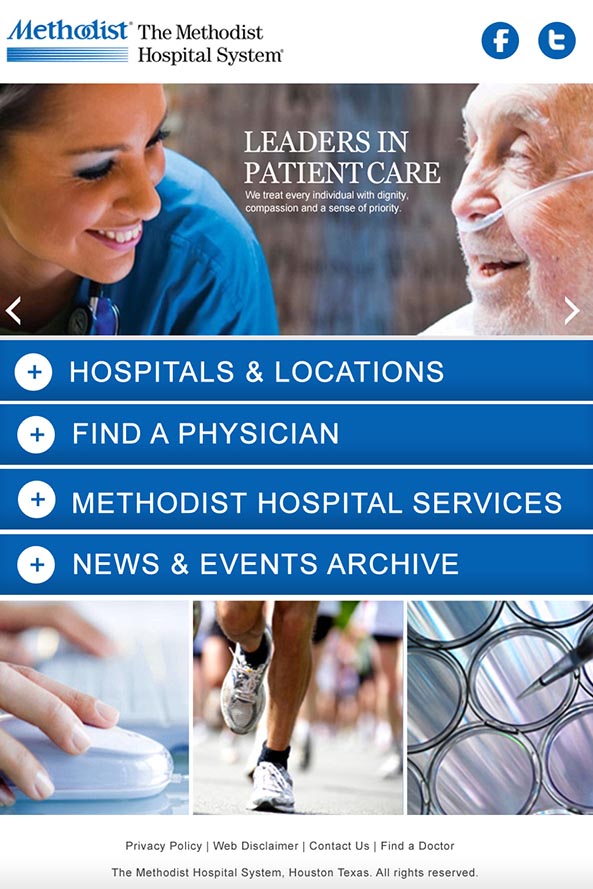 Methodist® The Methodist
Hospital System®
LEADERS IN
PATIENT CARE
We treat every individual with dignity,
compassion and a sense of priority.
HOSPITALS & LOCATIONS
FIND A PHYSICIAN
METHODIST HOSPITAL SERVICES
NEWS & EVENTS ARCHIVE
Privacy Policy | Web Disclaimer | Contact Us | Find a Doctor
The Methodist Hospital System, Houston Texas. All rights reserved.